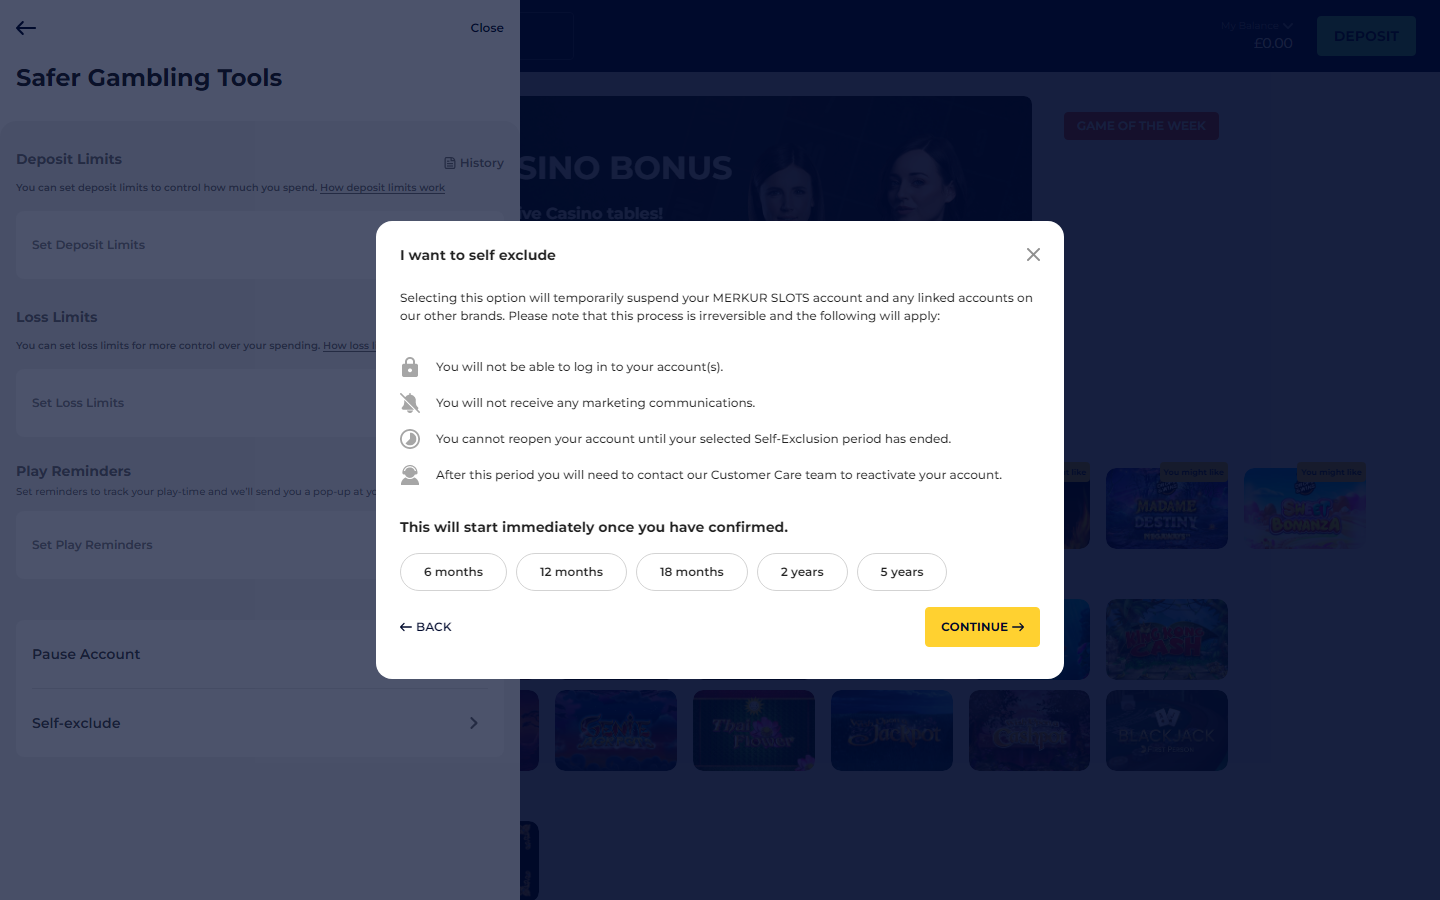 Close
Safer Gambling Tools
Deposit Limits
History
You can set deposit limits to control how much you spend. How deposit limits work
Set Deposit Limits
Loss Limits
You can set loss limits for more control over your spending. How loss l
Set Loss Limits
Play Reminders
Set reminders to track your play-time and we'll send you a pop-up at yo
Set Play Reminders
Pause Account
Self-exclude
My Balance
£0.00
DEPOSIT
SINO BONUS
ive Casino tables!
GAME OF THE WEEK
I want to self exclude
Selecting this option will temporarily suspend your MERKUR SLOTS account and any linked accounts on
our other brands. Please note that this process is irreversible and the following will apply:
You will not be able to log in to your account(s).
You will not receive any marketing communications.
You cannot reopen your account until your selected Self-Exclusion period has ended.
After this period you will need to contact our Customer Care team to reactivate your account.
This will start immediately once you have confirmed.
6 months
12 months
18 months
2 years
5 years
BACK
CONTINUE
like
You might like
You might like
MADAME
DESTINY
MEGAWAYS
SWEET
BONANZA
Thai
Flower
Jackpot
BLACKJACK